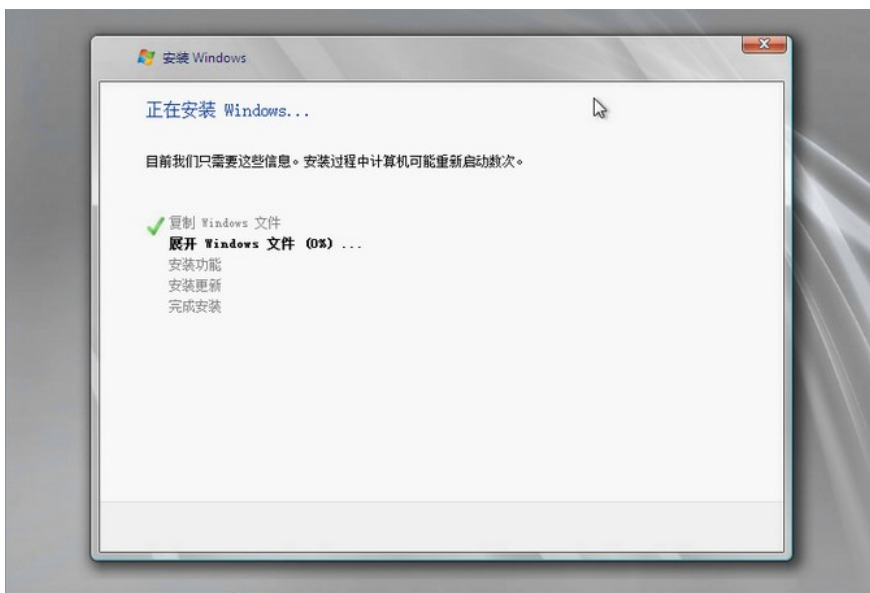 安装 Windows
正在安装 Windows...
目前我们只需要这些信息。安装过程中计算机可能重新启动数次。
复制 Windows 文件
展开 Windows 文件 (0%) ...
安装功能
安装更新
完成安装